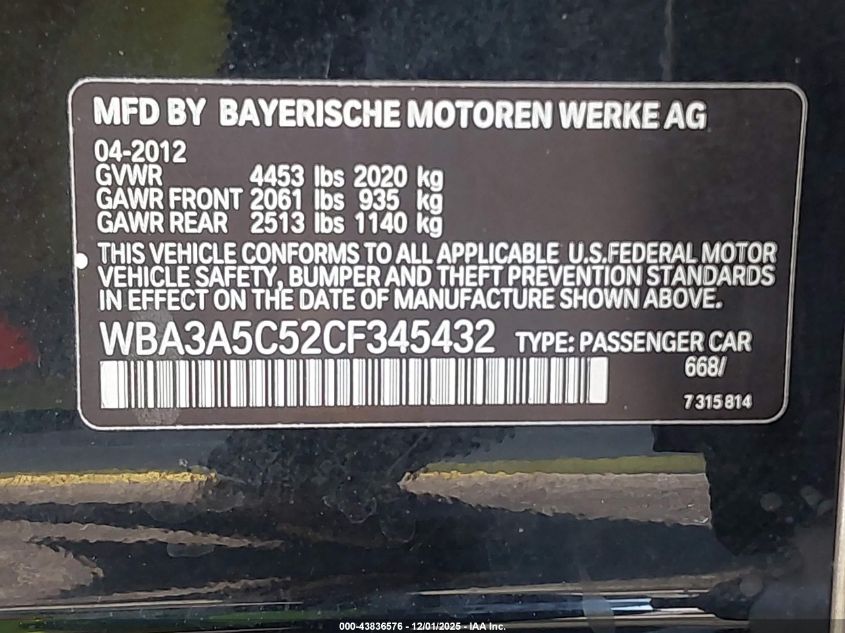 MFD BY BAYERISCHE MOTOREN WERKE AG
04-2012
GVWR 4453 lbs 2020 kg
GAWR FRONT 2061 lbs 935 kg
GAWR REAR 2513 lbs 1140 kg
THIS VEHICLE CONFORMS TO ALL APPLICABLE U.S.FEDERAL MOTOR
VEHICLE SAFETY, BUMPER AND THEFT PREVENTION STANDARDS
IN EFFECT ON THE DATE OF MANUFACTURE SHOWN ABOVE.
WBA3A5C52CF345432 TYPE: PASSENGER CAR
668/
7 315 814
000-43836576 - 12/01/2025 - IAA Inc.